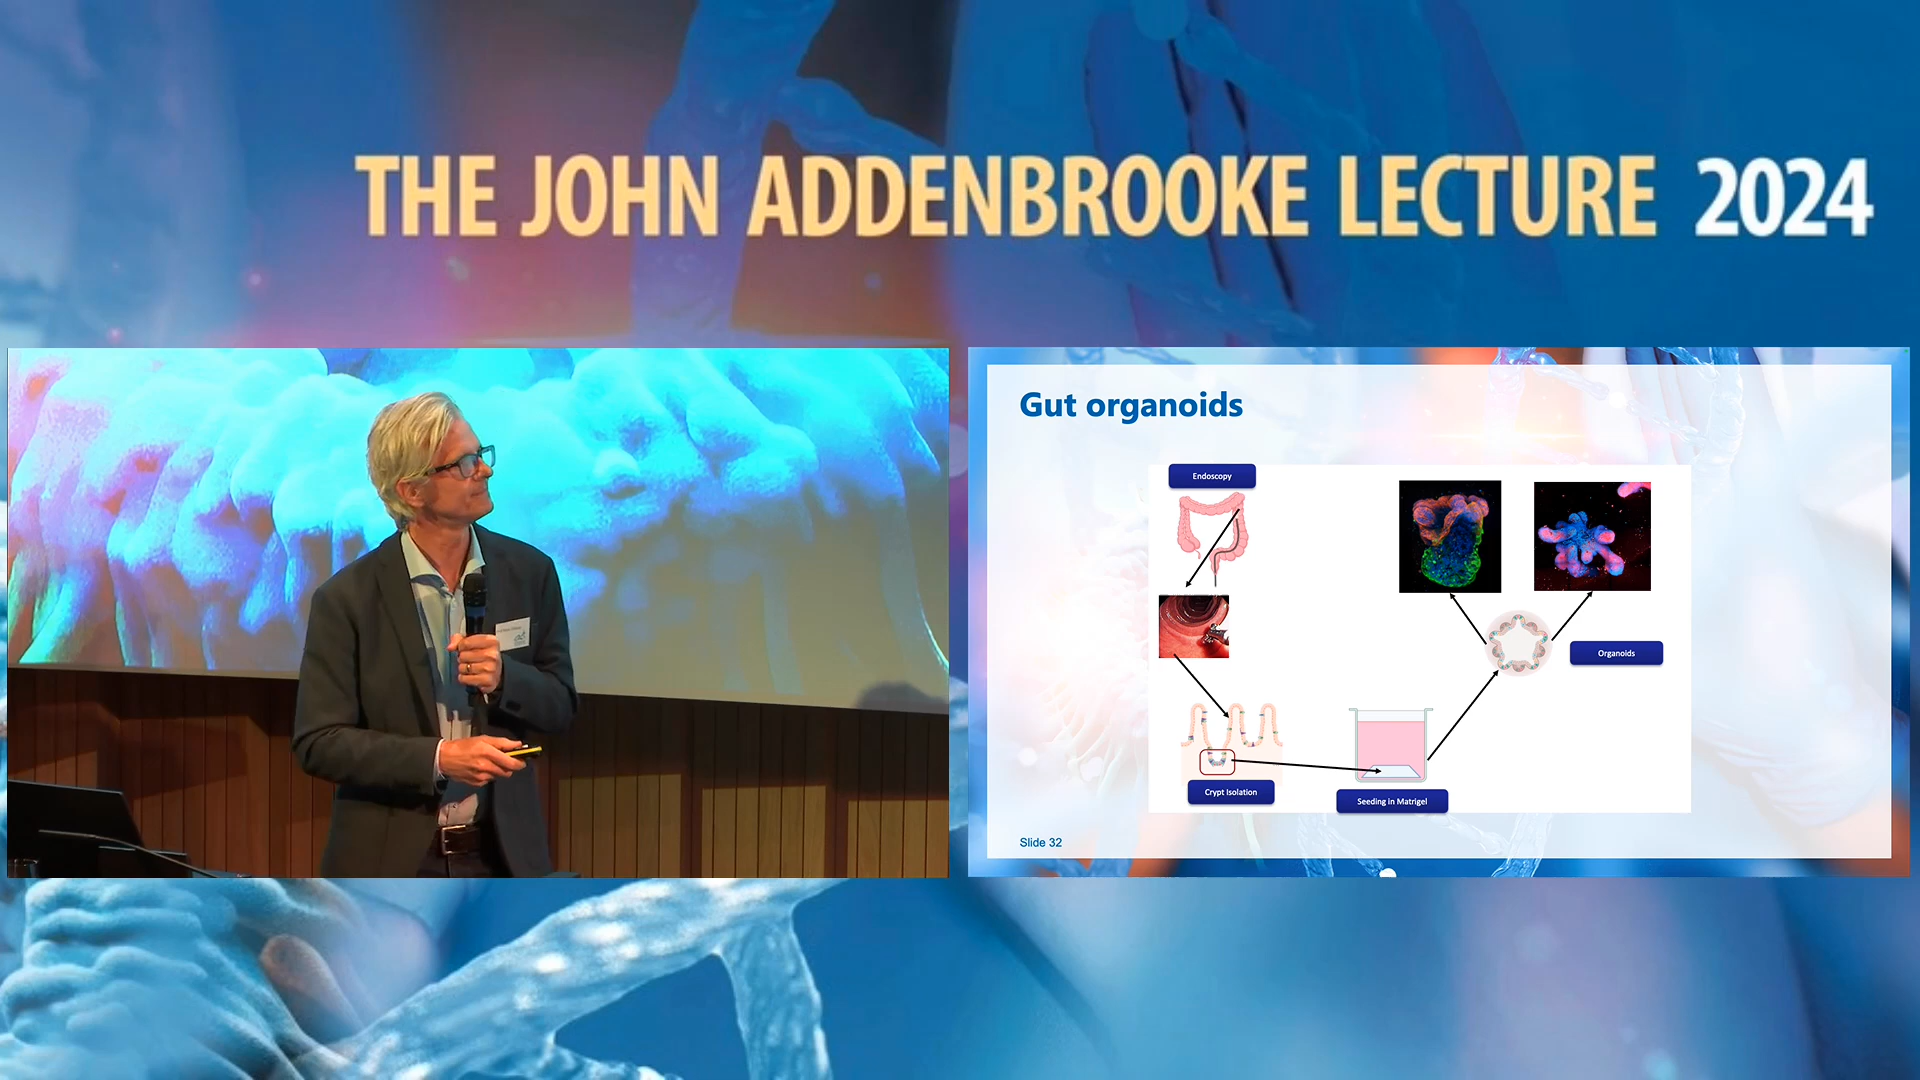 THE JOHN ADDENBROOKE LECTURE 2024
Gut organoids
Endoscopy
Organoids
Crypt Isolation
Seeding in Matrigel
Slide 32